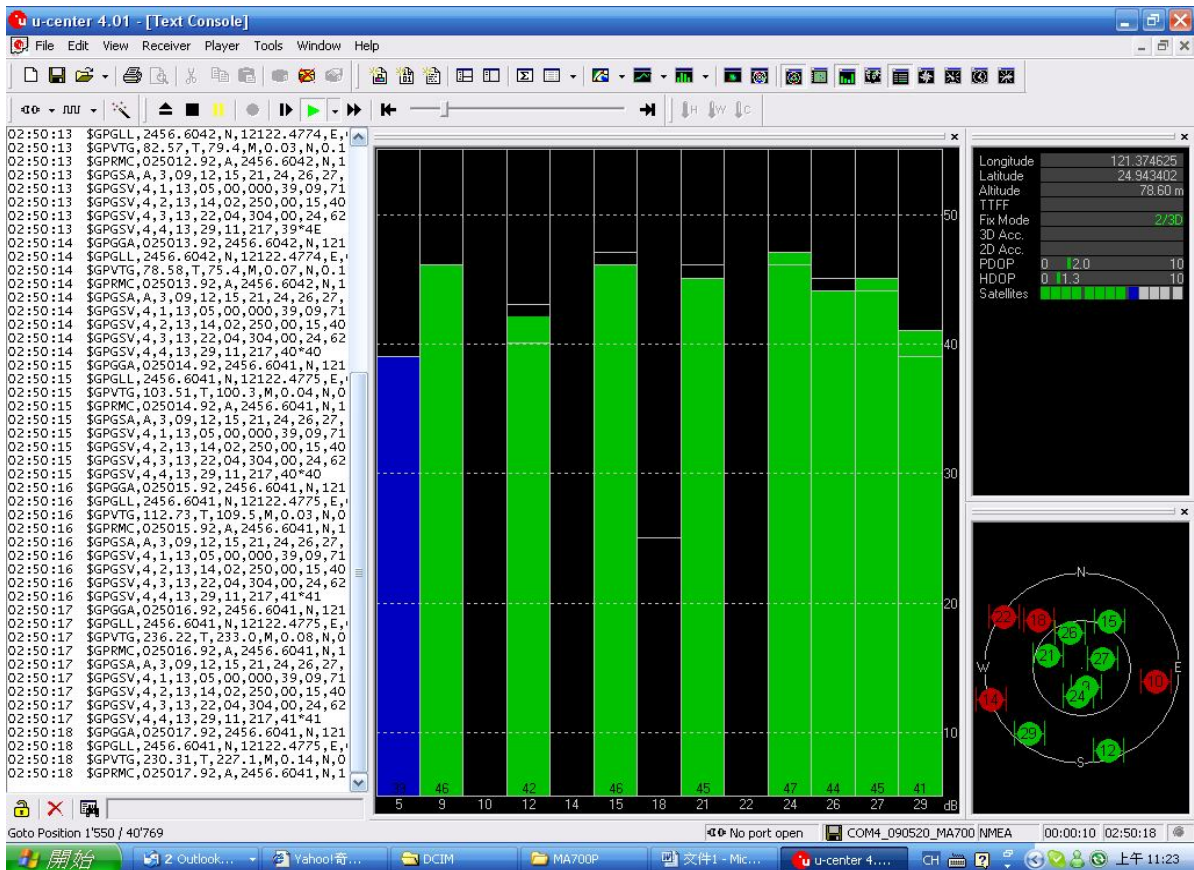 u-center 4.01 - [Text Console]
File Edit View Receiver Player Tools Window Help
02:50:13 $GPGLL,2456.6042,N,12122.4774,E,
02:50:13 $GPVTG,82.57,T,79.4,M,0.03,N,0.1
02:50:13 $GPRMC,025012.92,A,2456.6042,N,1
02:50:13 $GPGSA,A,3,09,12,15,21,24,26,27,
02:50:13 $GPGSV,4,1,13,05,00,000,39,09,71
02:50:13 $GPGSV,4,2,13,14,02,250,00,15,40
02:50:13 $GPGSV,4,3,13,22,04,304,00,24,62
02:50:13 $GPGSV,4,4,13,29,11,217,39*4E
02:50:14 $GPGGA,025013.92,2456.6042,N,121
02:50:14 $GPGLL,2456.6042,N,12122.4774,E,
02:50:14 $GPVTG,78.58,T,75.4,M,0.07,N,0.1
02:50:14 $GPRMC,025013.92,A,2456.6042,N,1
02:50:14 $GPGSA,A,3,09,12,15,21,24,26,27,
02:50:14 $GPGSV,4,1,13,05,00,000,39,09,71
02:50:14 $GPGSV,4,2,13,14,02,250,00,15,40
02:50:14 $GPGSV,4,3,13,22,04,304,00,24,62
02:50:14 $GPGSV,4,4,13,29,11,217,40*40
02:50:15 $GPGGA,025014.92,2456.6041,N,121
02:50:15 $GPGLL,2456.6041,N,12122.4775,E,
02:50:15 $GPVTG,103.51,T,100.3,M,0.04,N,0
02:50:15 $GPRMC,025014.92,A,2456.6041,N,1
02:50:15 $GPGSA,A,3,09,12,15,21,24,26,27,
02:50:15 $GPGSV,4,1,13,05,00,000,39,09,71
02:50:15 $GPGSV,4,2,13,14,02,250,00,15,40
02:50:15 $GPGSV,4,3,13,22,04,304,00,24,62
02:50:15 $GPGSV,4,4,13,29,11,217,40*40
02:50:16 $GPGGA,025015.92,2456.6041,N,121
02:50:16 $GPGLL,2456.6041,N,12122.4775,E,
02:50:16 $GPVTG,112.73,T,109.5,M,0.03,N,0
02:50:16 $GPRMC,025015.92,A,2456.6041,N,1
02:50:16 $GPGSA,A,3,09,12,15,21,24,26,27,
02:50:16 $GPGSV,4,1,13,05,00,000,39,09,71
02:50:16 $GPGSV,4,2,13,14,02,250,00,15,40
02:50:16 $GPGSV,4,3,13,22,04,304,00,24,62
02:50:16 $GPGSV,4,4,13,29,11,217,41*41
02:50:17 $GPGGA,025016.92,2456.6041,N,121
02:50:17 $GPGLL,2456.6041,N,12122.4775,E,
02:50:17 $GPVTG,236.22,T,233.0,M,0.08,N,0
02:50:17 $GPRMC,025016.92,A,2456.6041,N,1
02:50:17 $GPGSA,A,3,09,12,15,21,24,26,27,
02:50:17 $GPGSV,4,1,13,05,00,000,39,09,71
02:50:17 $GPGSV,4,2,13,14,02,250,00,15,40
02:50:17 $GPGSV,4,3,13,22,04,304,00,24,62
02:50:17 $GPGSV,4,4,13,29,11,217,41*41
02:50:18 $GPGGA,025017.92,2456.6041,N,121
02:50:18 $GPGLL,2456.6041,N,12122.4775,E,
02:50:18 $GPVTG,230.31,T,227.1,M,0.14,N,0
02:50:18 $GPRMC,025017.92,A,2456.6041,N,1
50
40
30
20
10
39 46 42 46 45 47 44 45 41
5 9 10 12 14 15 18 21 22 24 26 27 29 dB
Longitude 121.374625
Latitude 24.943402
Altitude 78.60 m
TTFF
Fix Mode 2/3D
3D Acc.
2D Acc.
PDOP 0 2.0 10
HDOP 0 1.3 10
Satellites
N
22 18 15
26
21 27
W E
9 10
24 14
29
12
S
Goto Position 1'550 / 40'769
No port open COM4_090520_MA700 NMEA 00:00:10 02:50:18
開始 2 Outlook... Yahoo!奇... DCIM MA700P 文件1 - Mic... u-center 4.... CH 上午 11:23